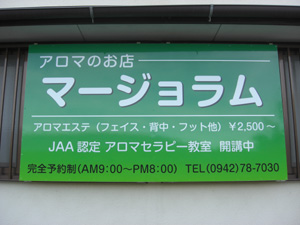 アロマのお店
マージョラム
アロマエステ（フェイス・背中・フット他）￥2,500～
JAA認定 アロマセラピー教室 開講中
完全予約制(AM9:00～PM8:00) TEL(0942)78-7030